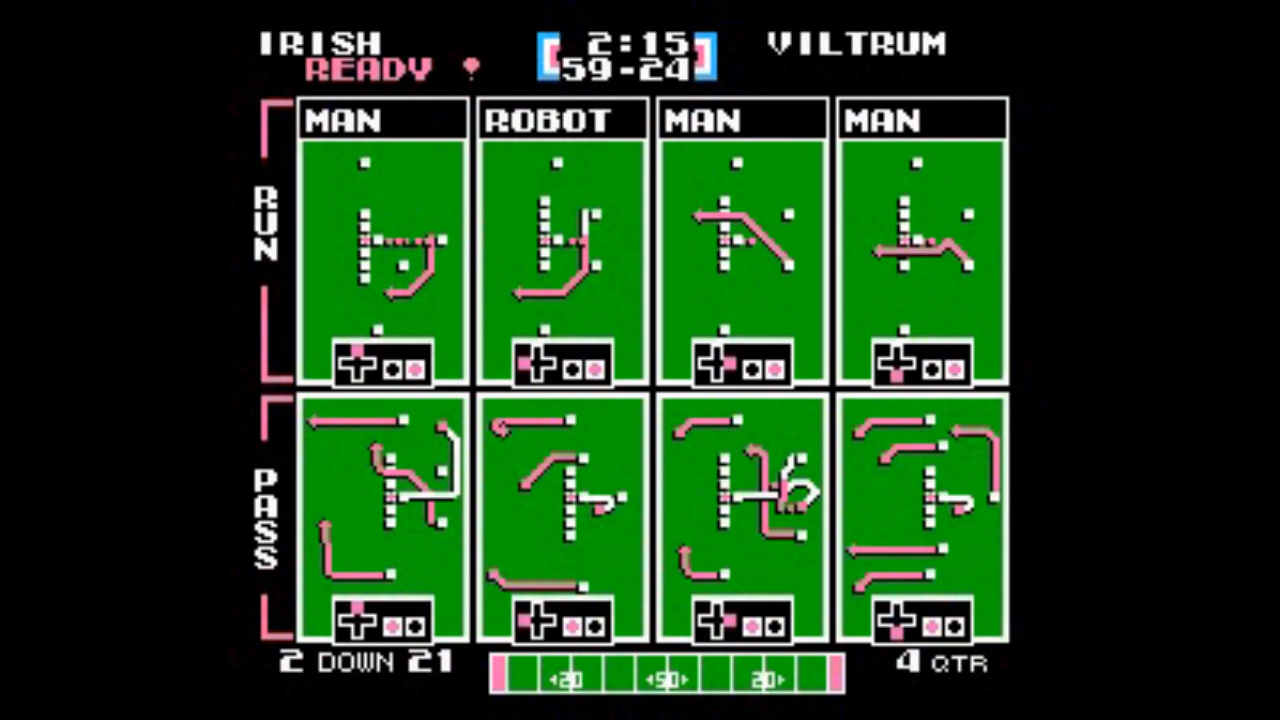 IRISH 2:15 VILTRUM
READY 59-24
MAN ROBOT MAN MAN
RUN
PASS
2 DOWN 21 ◂20 ◂50▸ 20▸ 4 QTR